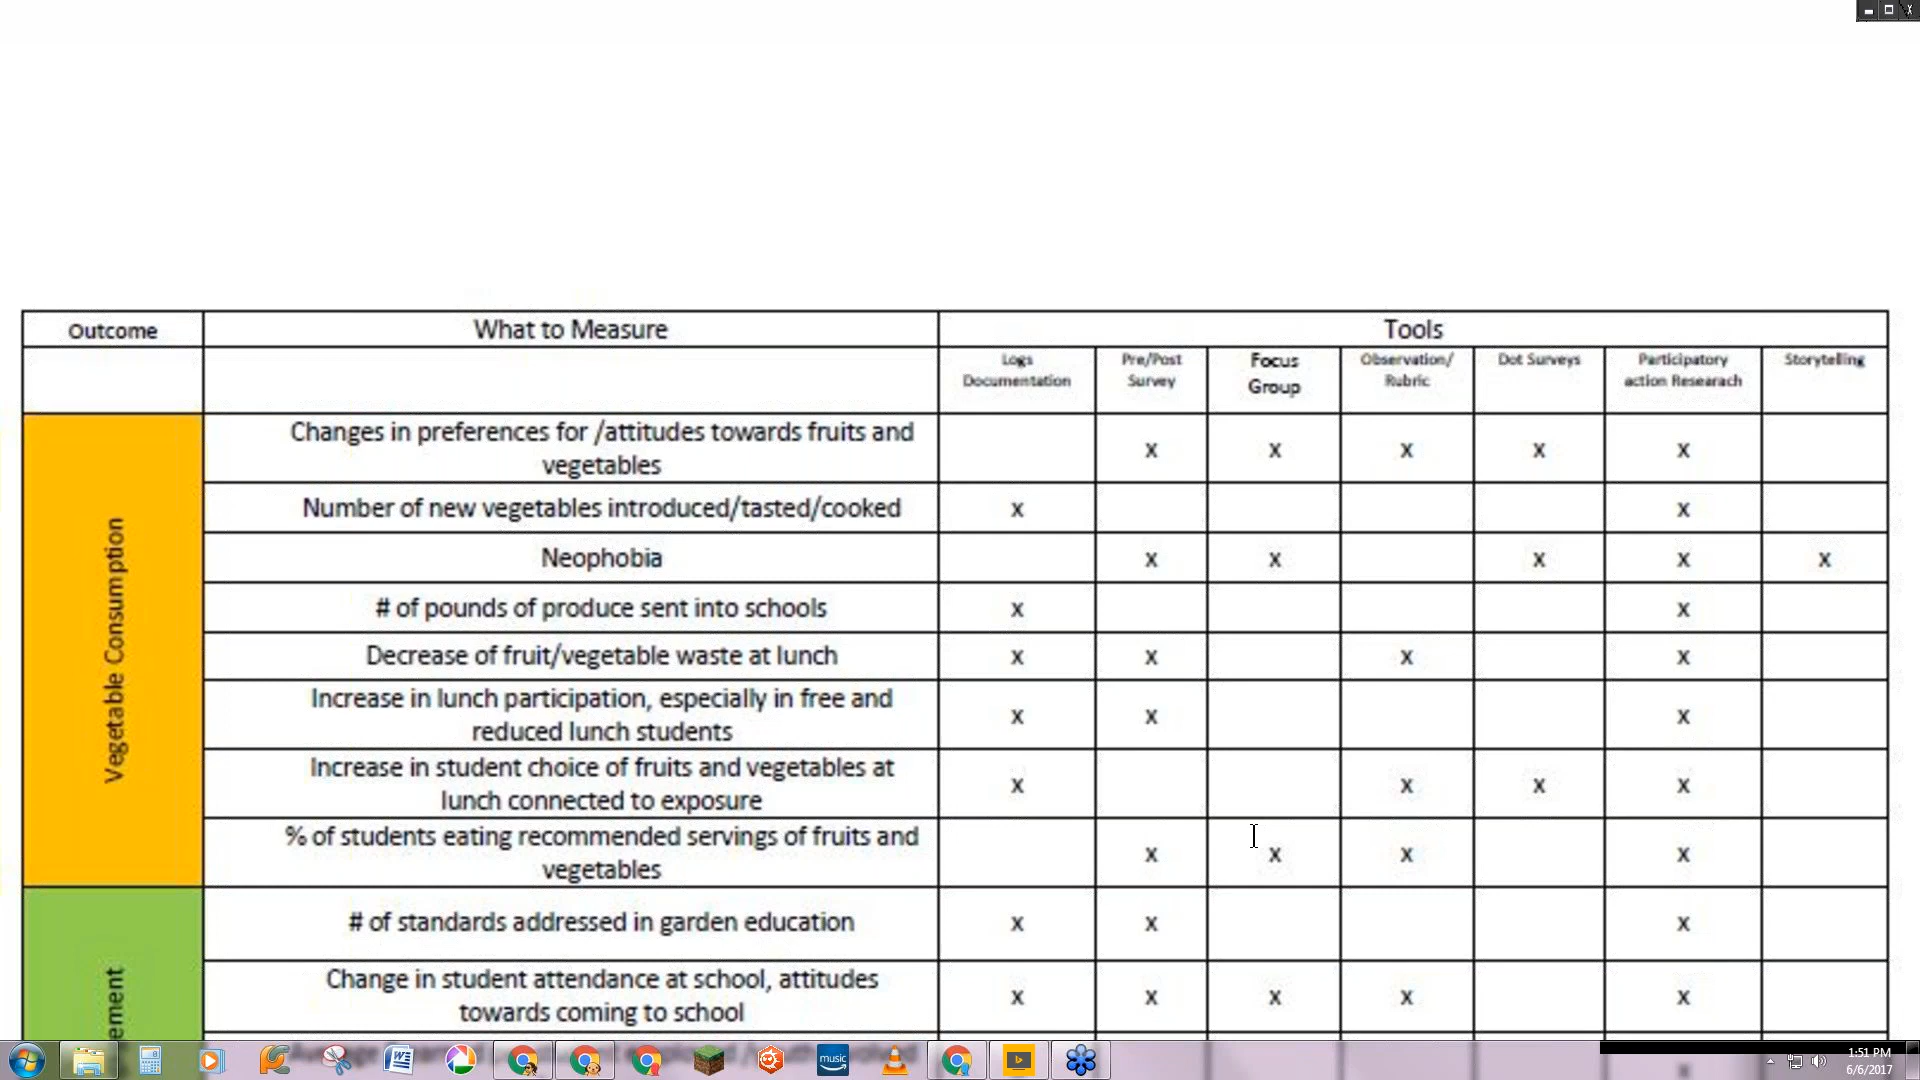 Outcome
What to Measure
Tools
Logs
Documentation
Pre/Post
Survey
Focus
Group
Observation/
Rubric
Dot Surveys
Participatory
action Researach
Storytelling
Vegetable Consumption
Changes in preferences for /attitudes towards fruits and
vegetables
x x x x x
Number of new vegetables introduced/tasted/cooked
x x
Neophobia
x x x x x
# of pounds of produce sent into schools
x x
Decrease of fruit/vegetable waste at lunch
x x x x
Increase in lunch participation, especially in free and
reduced lunch students
x x x
Increase in student choice of fruits and vegetables at
lunch connected to exposure
x x x x
% of students eating recommended servings of fruits and
vegetables
x x x x
ement
# of standards addressed in garden education
x x x
Change in student attendance at school, attitudes
towards coming to school
x x x x x
x
music
1:51 PM
6/6/2017